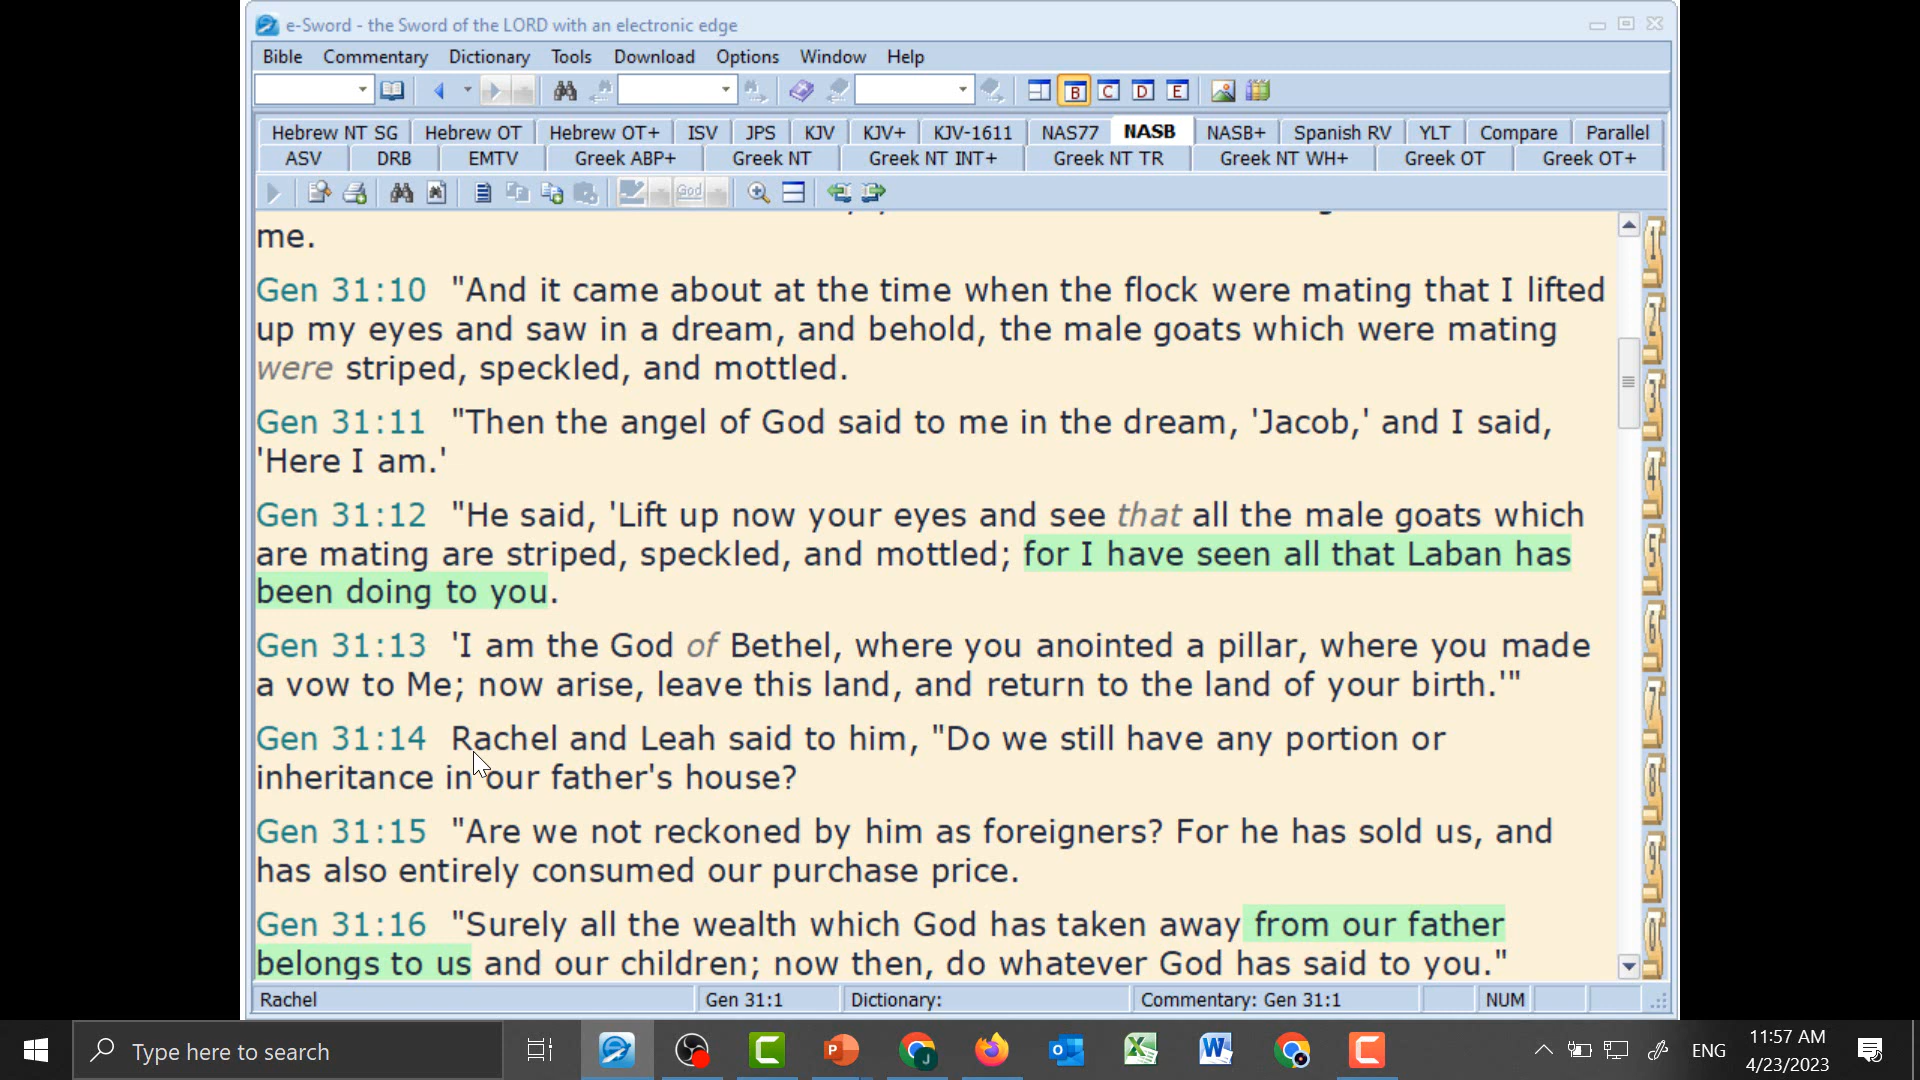 e-Sword - the Sword of the LORD with an electronic edge
Bible Commentary Dictionary Tools Download Options Window Help
B C D E
Hebrew NT SG Hebrew OT Hebrew OT+ ISV JPS KJV KJV+ KJV-1611 NAS77 NASB NASB+ Spanish RV YLT Compare Parallel
ASV DRB EMTV Greek ABP+ Greek NT Greek NT INT+ Greek NT TR Greek NT WH+ Greek OT Greek OT+
God
me.
Gen 31:10 "And it came about at the time when the flock were mating that I lifted
up my eyes and saw in a dream, and behold, the male goats which were mating
were striped, speckled, and mottled.
Gen 31:11 "Then the angel of God said to me in the dream, 'Jacob,' and I said,
'Here I am.'
Gen 31:12 "He said, 'Lift up now your eyes and see that all the male goats which
are mating are striped, speckled, and mottled; for I have seen all that Laban has
been doing to you.
Gen 31:13 'I am the God of Bethel, where you anointed a pillar, where you made
a vow to Me; now arise, leave this land, and return to the land of your birth.'"
Gen 31:14 Rachel and Leah said to him, "Do we still have any portion or
inheritance in our father's house?
Gen 31:15 "Are we not reckoned by him as foreigners? For he has sold us, and
has also entirely consumed our purchase price.
Gen 31:16 "Surely all the wealth which God has taken away from our father
belongs to us and our children; now then, do whatever God has said to you."
1
2
3
4
5
6
7
8
9
0
Rachel Gen 31:1 Dictionary: Commentary: Gen 31:1 NUM
Type here to search
ENG
11:57 AM
4/23/2023